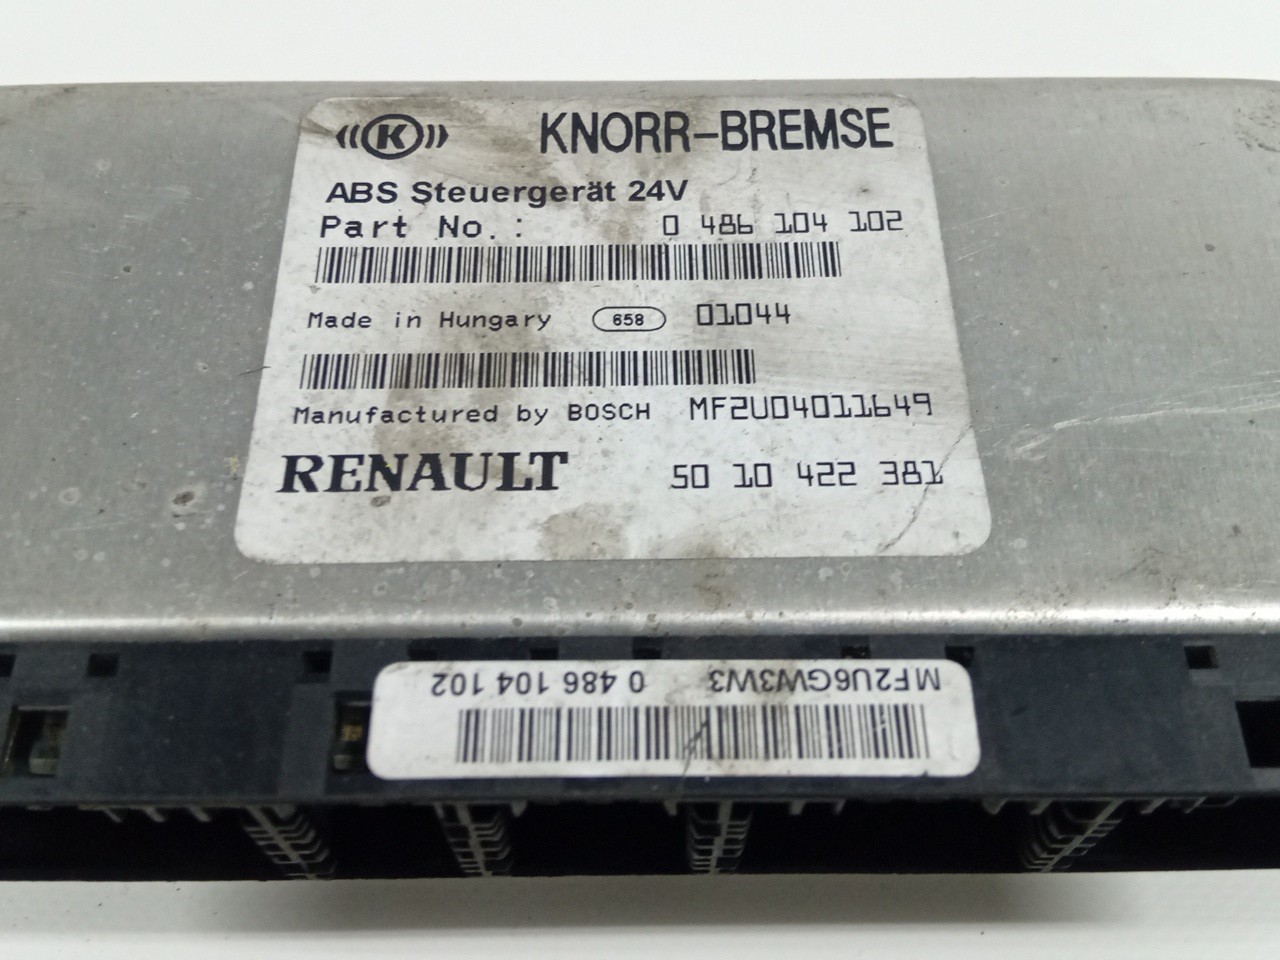 K KNORR-BREMSE
ABS Steuergerät 24V
Part No.: 0 486 104 102
Made in Hungary 658 01044
Manufactured by BOSCH MF2U04011649
RENAULT 50 10 422 381
MF2U6GW3W3 0 486 104 102